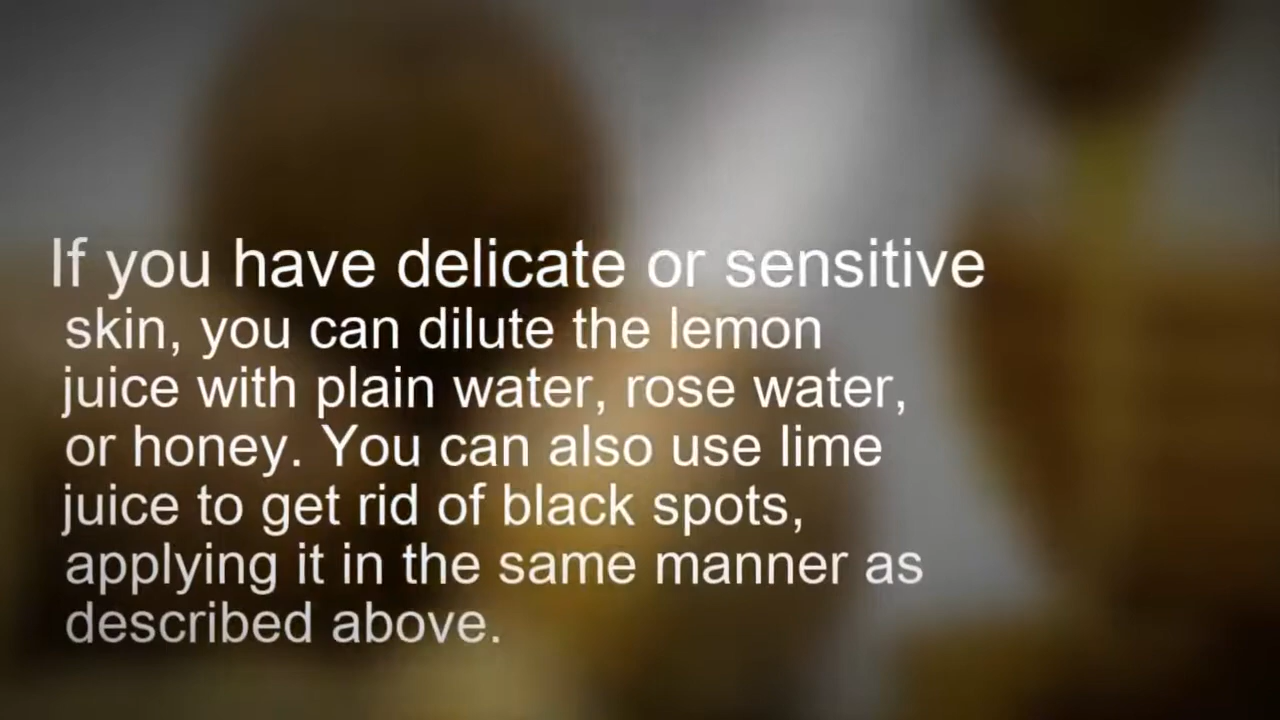 If you have delicate or sensitive
skin, you can dilute the lemon
juice with plain water, rose water,
or honey. You can also use lime
juice to get rid of black spots,
applying it in the same manner as
described above.